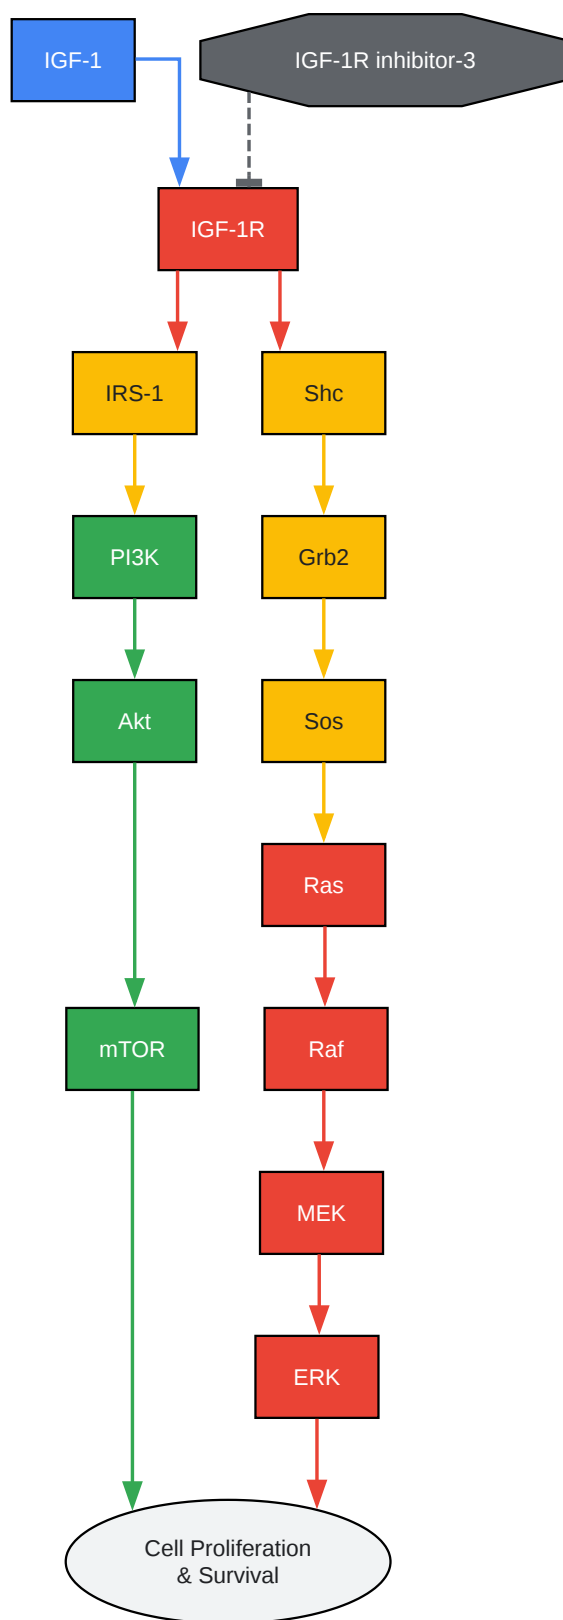 IGF-1
IGF-1R inhibitor-3
IGF-1R
IRS-1
Shc
PI3K
Grb2
Akt
Sos
Ras
mTOR
Raf
MEK
ERK
Cell Proliferation
& Survival